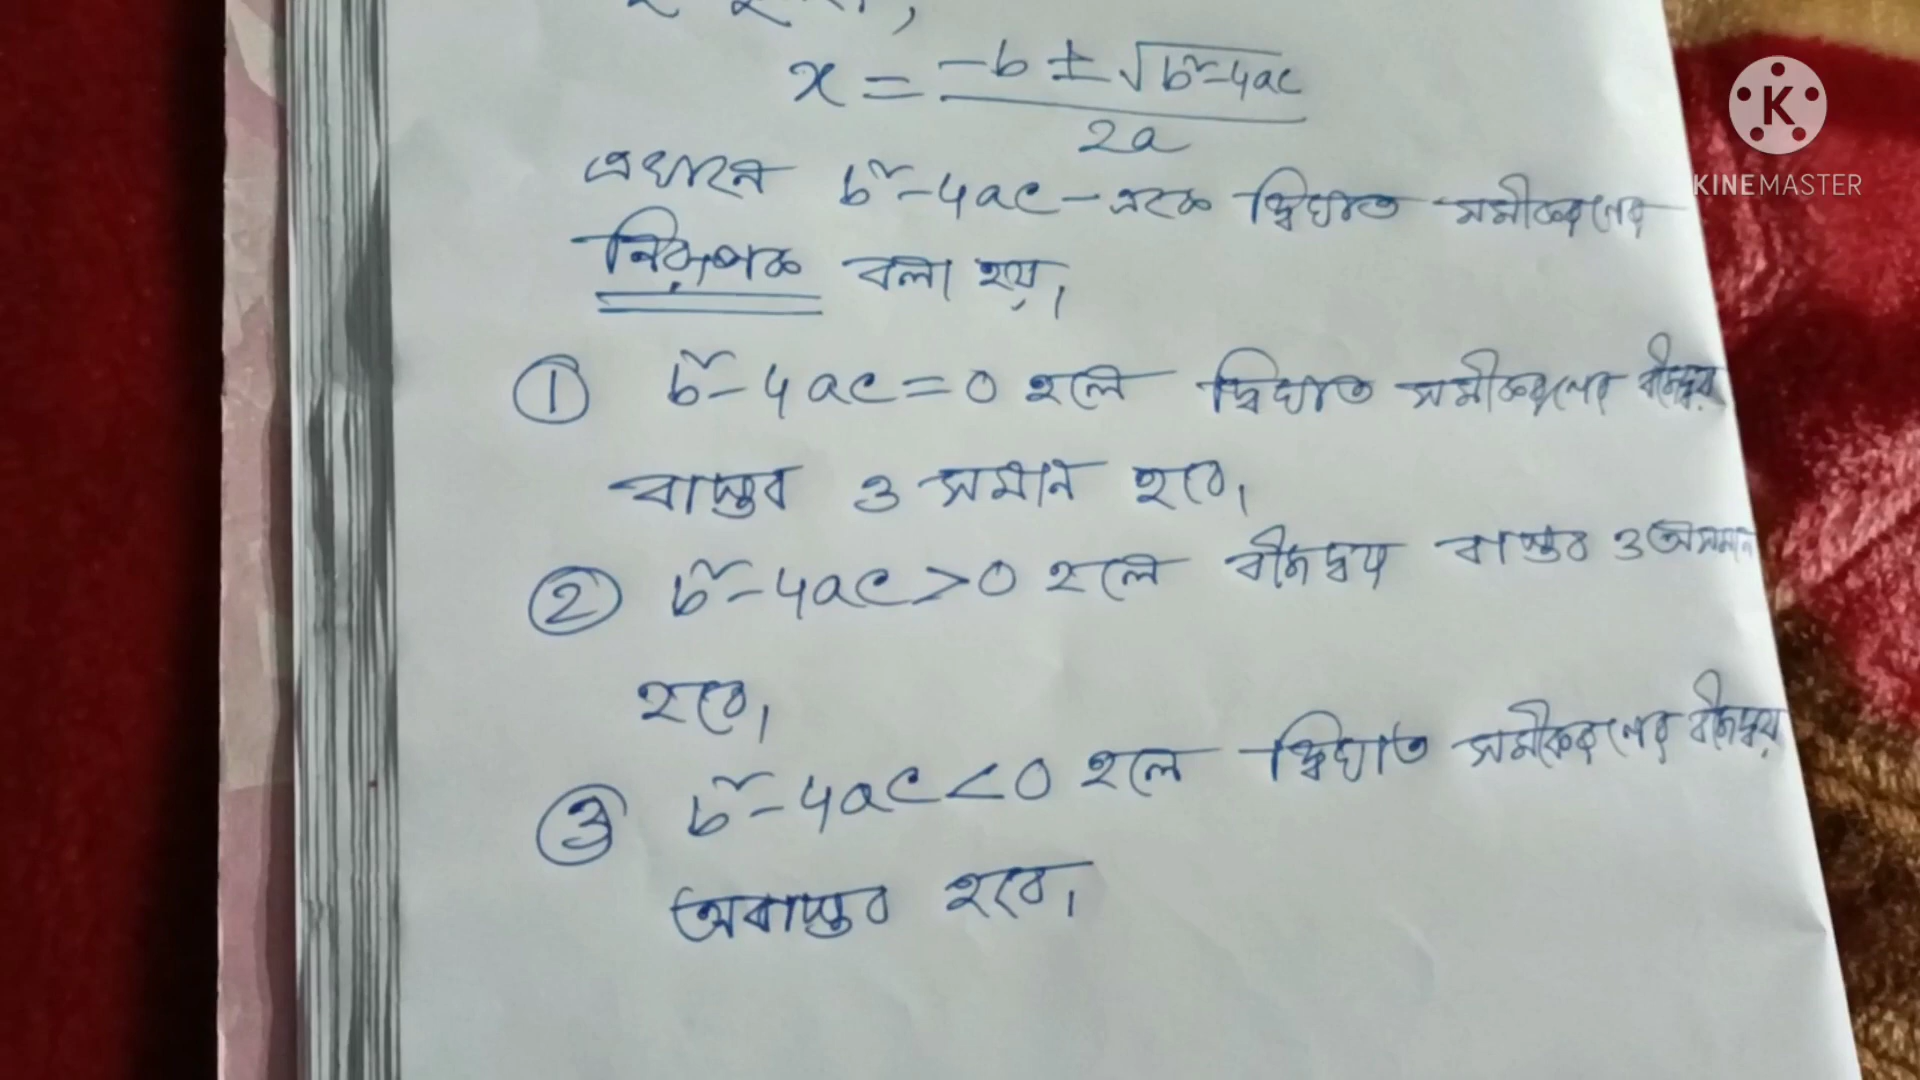 x = -b ± √b²-4ac / 2a
এখানে b²-4ac-একে দ্বিঘাত সমীকরণের
নিরূপক বলা হয়।
① b²-4ac=0 হলে দ্বিঘাত সমীকরণের বীজদ্বয়
বাস্তব ও সমান হবে।
② b²-4ac>0 হলে বীজদ্বয় বাস্তব ও অসমান
হবে।
③ b²-4ac<0 হলে দ্বিঘাত সমীকরণের বীজদ্বয়
অবাস্তব হবে।
K
KINEMASTER